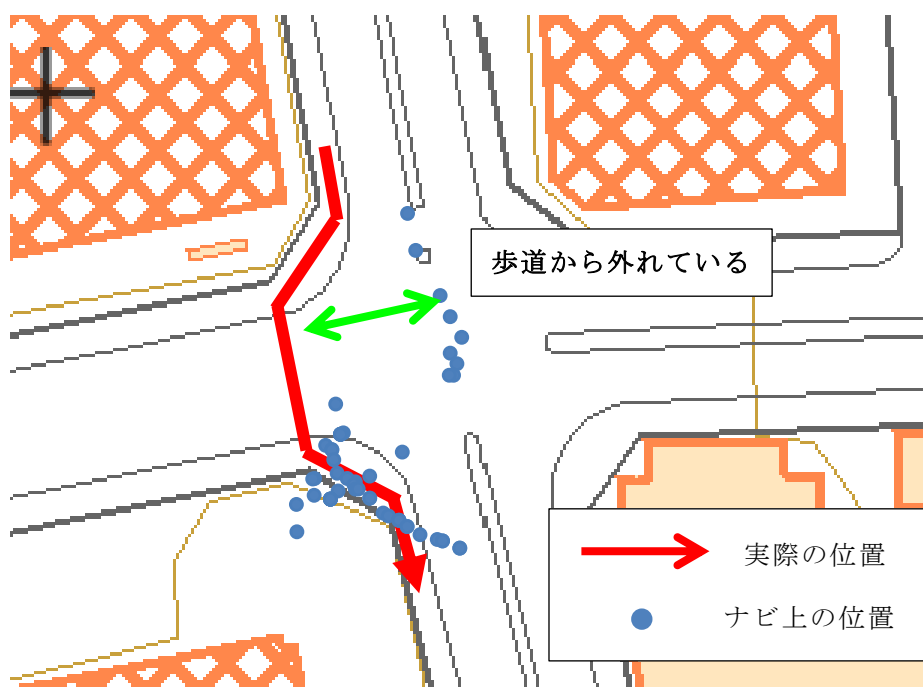 歩道から外れている
実際の位置
ナビ上の位置